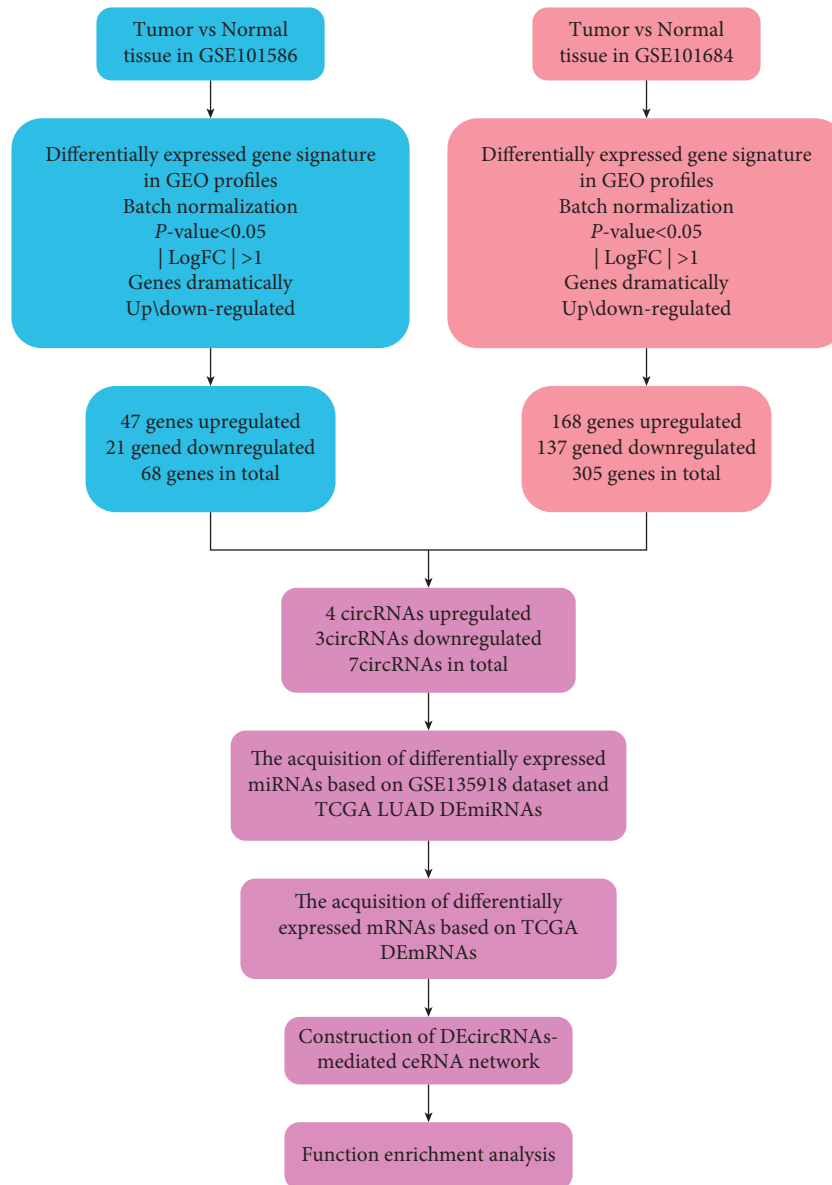 Tumor vs Normal
tissue in GSE101586
Tumor vs Normal
tissue in GSE101684
Differentially expressed gene signature
in GEO profiles
Batch normalization
P-value<0.05
| LogFC | >1
Genes dramatically
Up\down-regulated
Differentially expressed gene signature
in GEO profiles
Batch normalization
P-value<0.05
| LogFC | >1
Genes dramatically
Up\down-regulated
47 genes upregulated
21 gened downregulated
68 genes in total
168 genes upregulated
137 gened downregulated
305 genes in total
4 circRNAs upregulated
3circRNAs downregulated
7circRNAs in total
The acquisition of differentially expressed
miRNAs based on GSE135918 dataset and
TCGA LUAD DEmiRNAs
The acquisition of differentially
expressed mRNAs based on TCGA
DEmRNAs
Construction of DEcircRNAs-
mediated ceRNA network
Function enrichment analysis